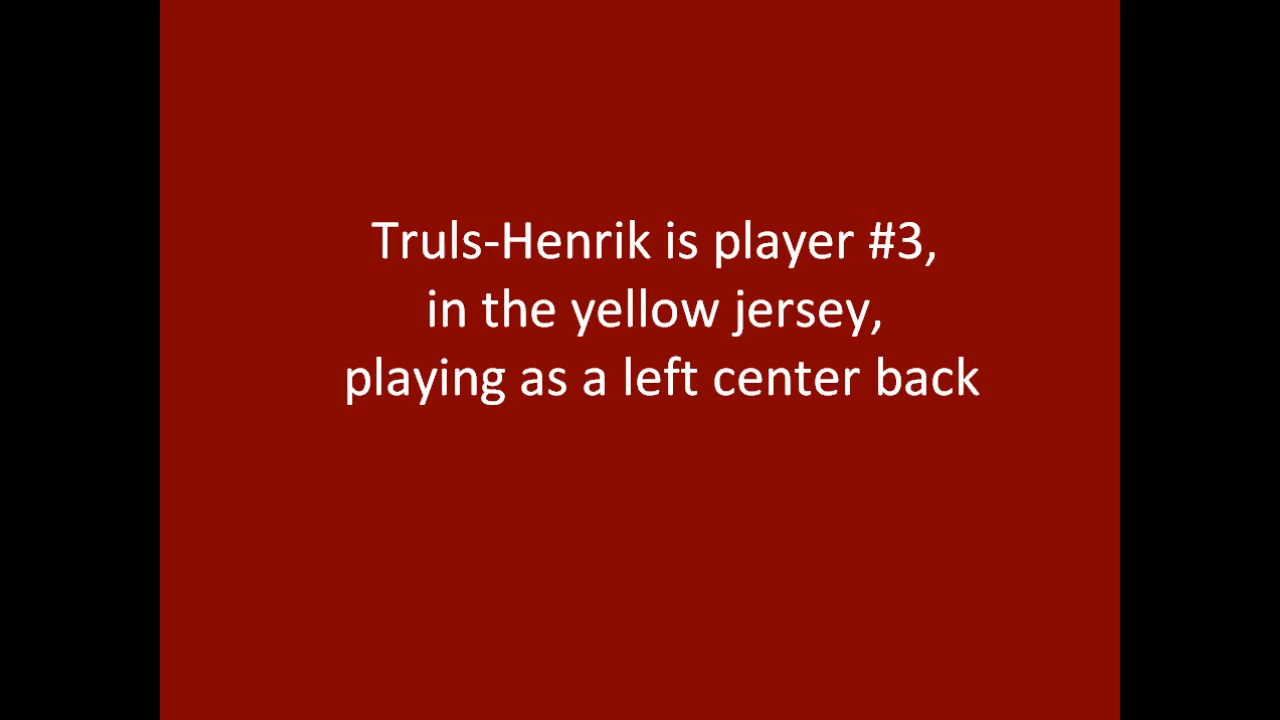 Truls-Henrik is player #3,
in the yellow jersey,
playing as a left center back